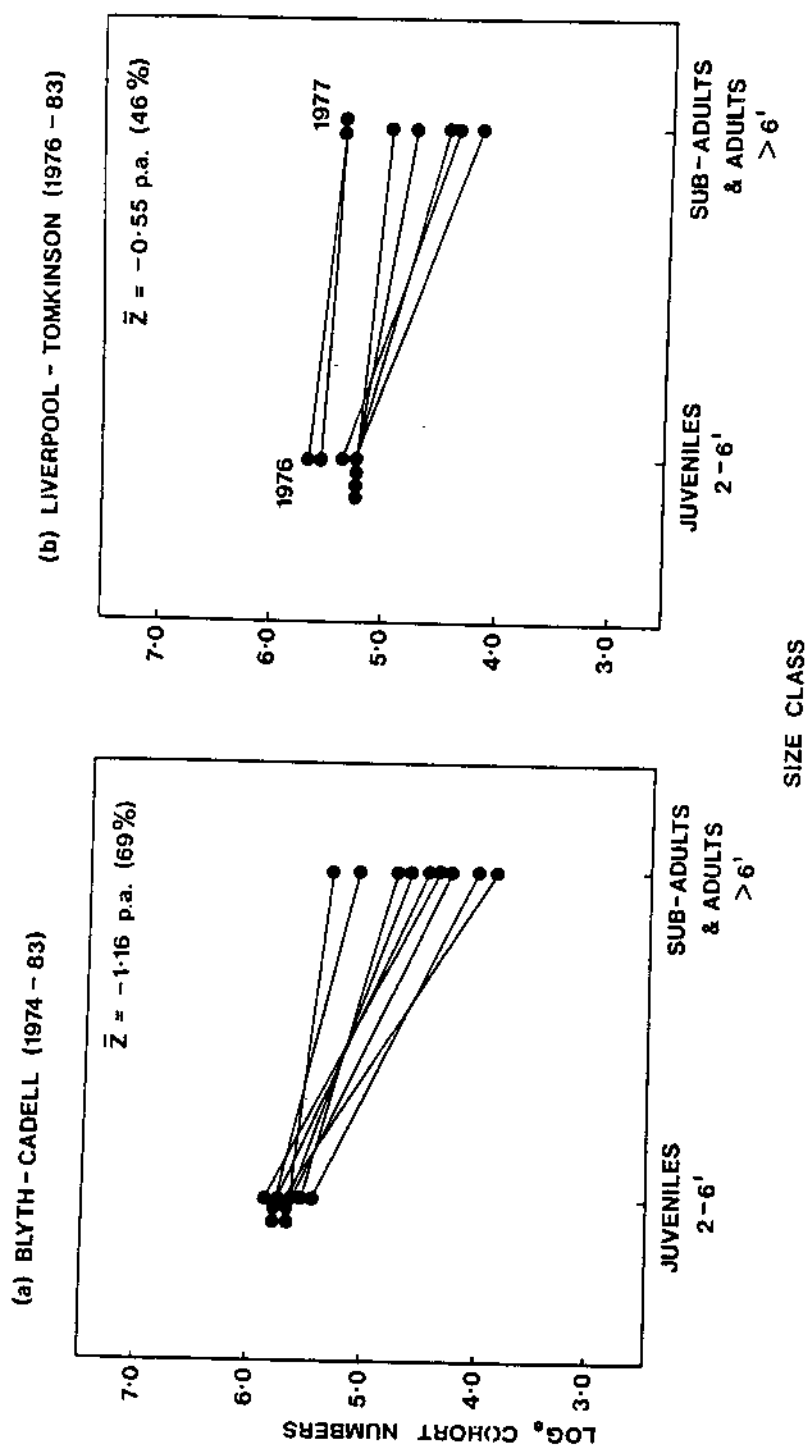 (a) BLYTH-CADELL (1974-83)
Z̄ = -1·16 p.a. (69%)
7·0
6·0
5·0
4·0
3·0
LOGₑ COHORT NUMBERS
JUVENILES
2-6'
SUB-ADULTS
& ADULTS
>6'
(b) LIVERPOOL-TOMKINSON (1976-83)
Z̄ = -0·55 p.a. (46%)
1976
1977
7·0
6·0
5·0
4·0
3·0
JUVENILES
2-6'
SUB-ADULTS
& ADULTS
>6'
SIZE CLASS